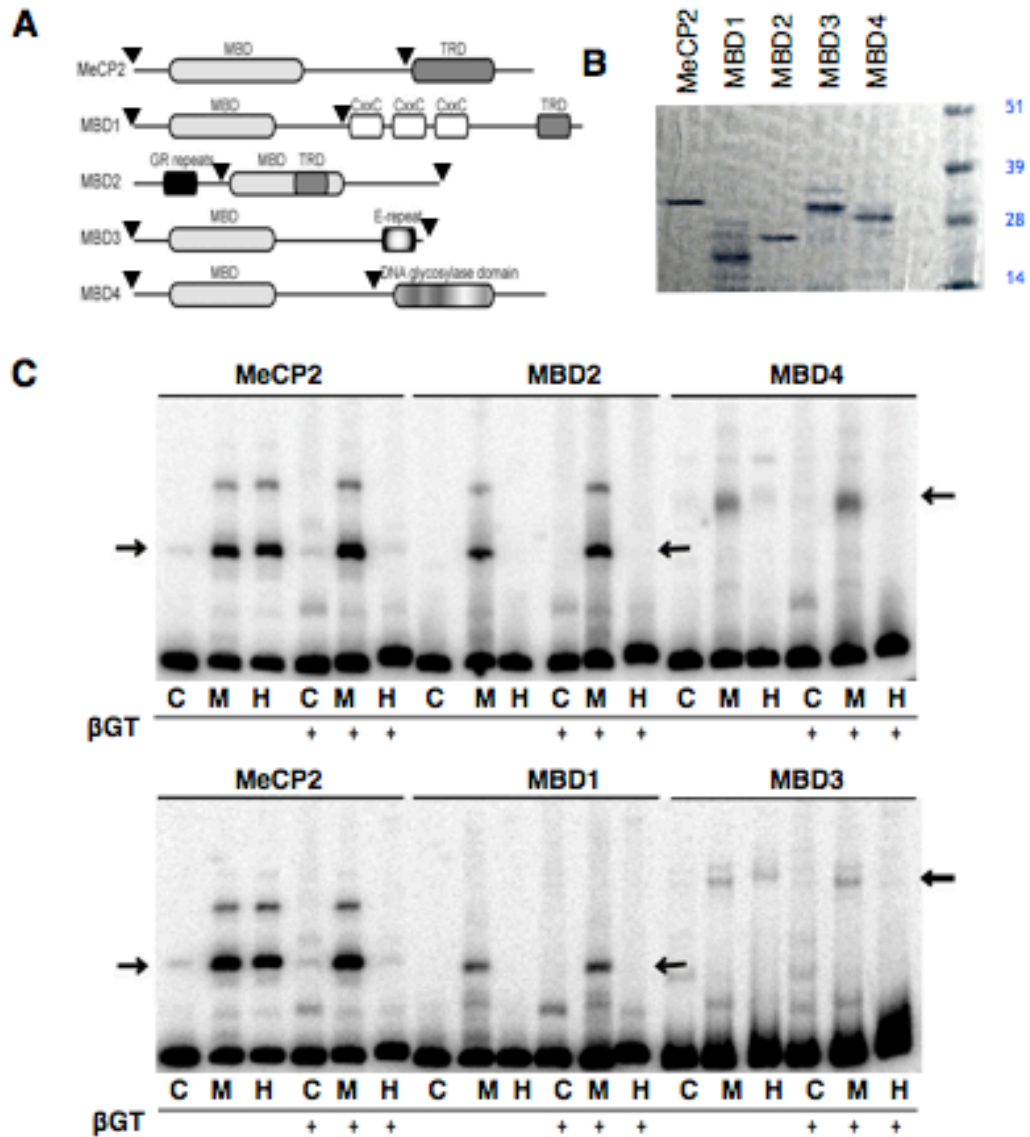 A
MBD
TRD
MeCP2
MBD
CxxC CxxC CxxC
TRD
MBD1
GR repeats
MBD TRD
MBD2
MBD
E-repeat
MBD3
MBD
DNA glycosylase domain
MBD4
B
MeCP2
MBD1
MBD2
MBD3
MBD4
51
39
28
14
C
MeCP2 MBD2 MBD4
C M H C M H C M H C M H C M H C M H
βGT + + + + + + + + +
MeCP2 MBD1 MBD3
C M H C M H C M H C M H C M H C M H
βGT + + + + + + + + +